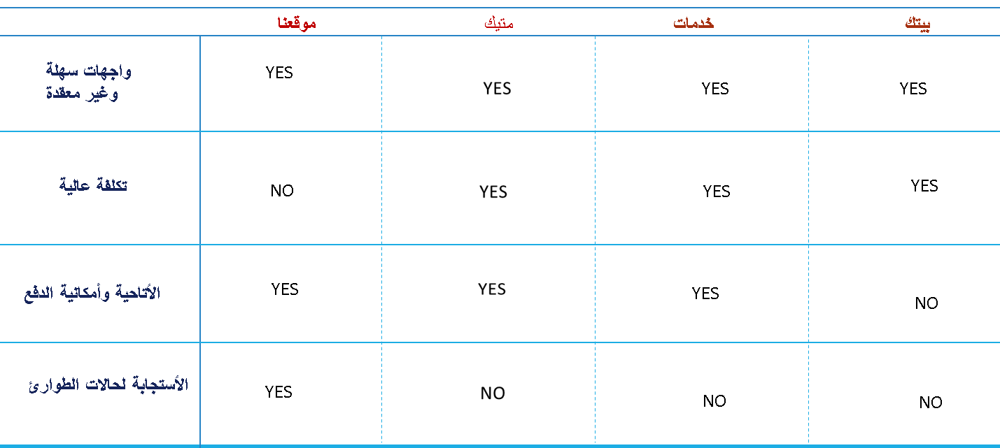 موقعنا متيك خدمات بيتك
واجهات سهلة
وغير معقدة
YES YES YES YES
تكلفة عالية
NO YES YES YES
الأتاحية وأمكانية الدفع
YES YES YES NO
الأستجابة لحالات الطوارئ
YES NO NO NO